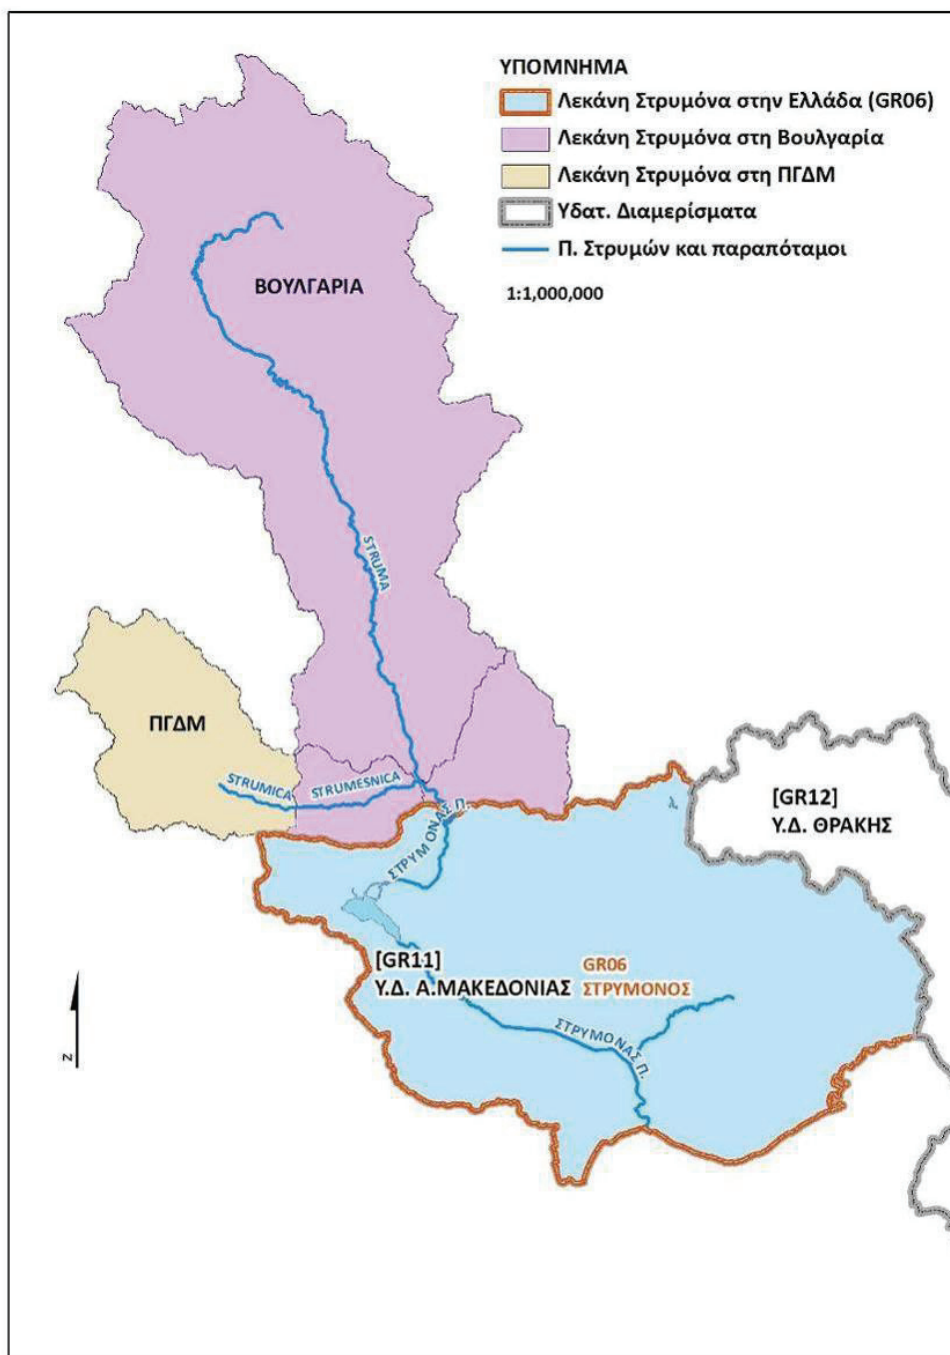 ΥΠΟΜΝΗΜΑ
Λεκάνη Στρυμόνα στην Ελλάδα (GR06)
Λεκάνη Στρυμόνα στη Βουλγαρία
Λεκάνη Στρυμόνα στη ΠΓΔΜ
Υδατ. Διαμερίσματα
Π. Στρυμών και παραπόταμοι
1:1,000,000
ΒΟΥΛΓΑΡΙΑ
STRUMA
ΠΓΔΜ
STRUMICA
STRUMESNICA
ΣΤΡΥΜΟΝΑΣ Π.
[GR12]
Υ.Δ. ΘΡΑΚΗΣ
[GR11]
Υ.Δ. Α.ΜΑΚΕΔΟΝΙΑΣ
GR06
ΣΤΡΥΜΟΝΟΣ
ΣΤΡΥΜΟΝΑΣ Π.
Z